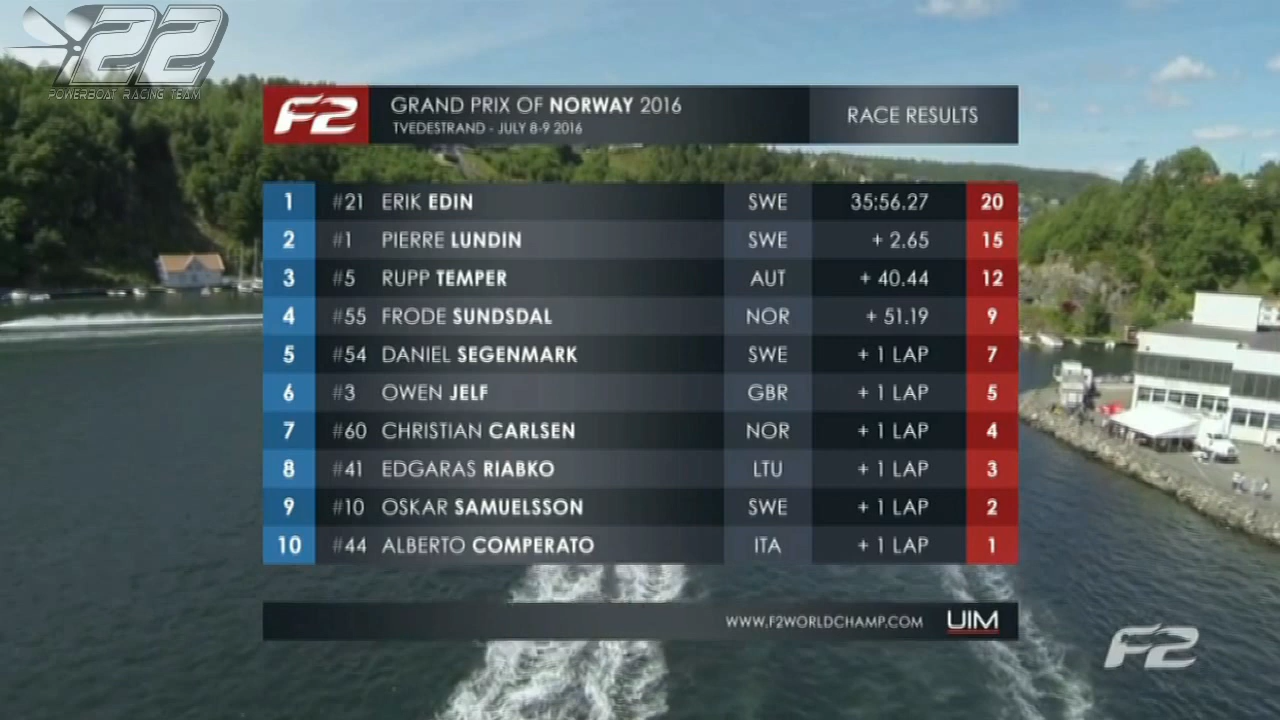 22
POWERBOAT RACING TEAM
F2
GRAND PRIX OF NORWAY 2016
TVEDESTRAND - JULY 8-9 2016
RACE RESULTS
1 #21 ERIK EDIN SWE 35:56.27 20
2 #1 PIERRE LUNDIN SWE + 2.65 15
3 #5 RUPP TEMPER AUT + 40.44 12
4 #55 FRODE SUNDSDAL NOR + 51.19 9
5 #54 DANIEL SEGENMARK SWE + 1 LAP 7
6 #3 OWEN JELF GBR + 1 LAP 5
7 #60 CHRISTIAN CARLSEN NOR + 1 LAP 4
8 #41 EDGARAS RIABKO LTU + 1 LAP 3
9 #10 OSKAR SAMUELSSON SWE + 1 LAP 2
10 #44 ALBERTO COMPERATO ITA + 1 LAP 1
WWW.F2WORLDCHAMP.COM UIM
F2